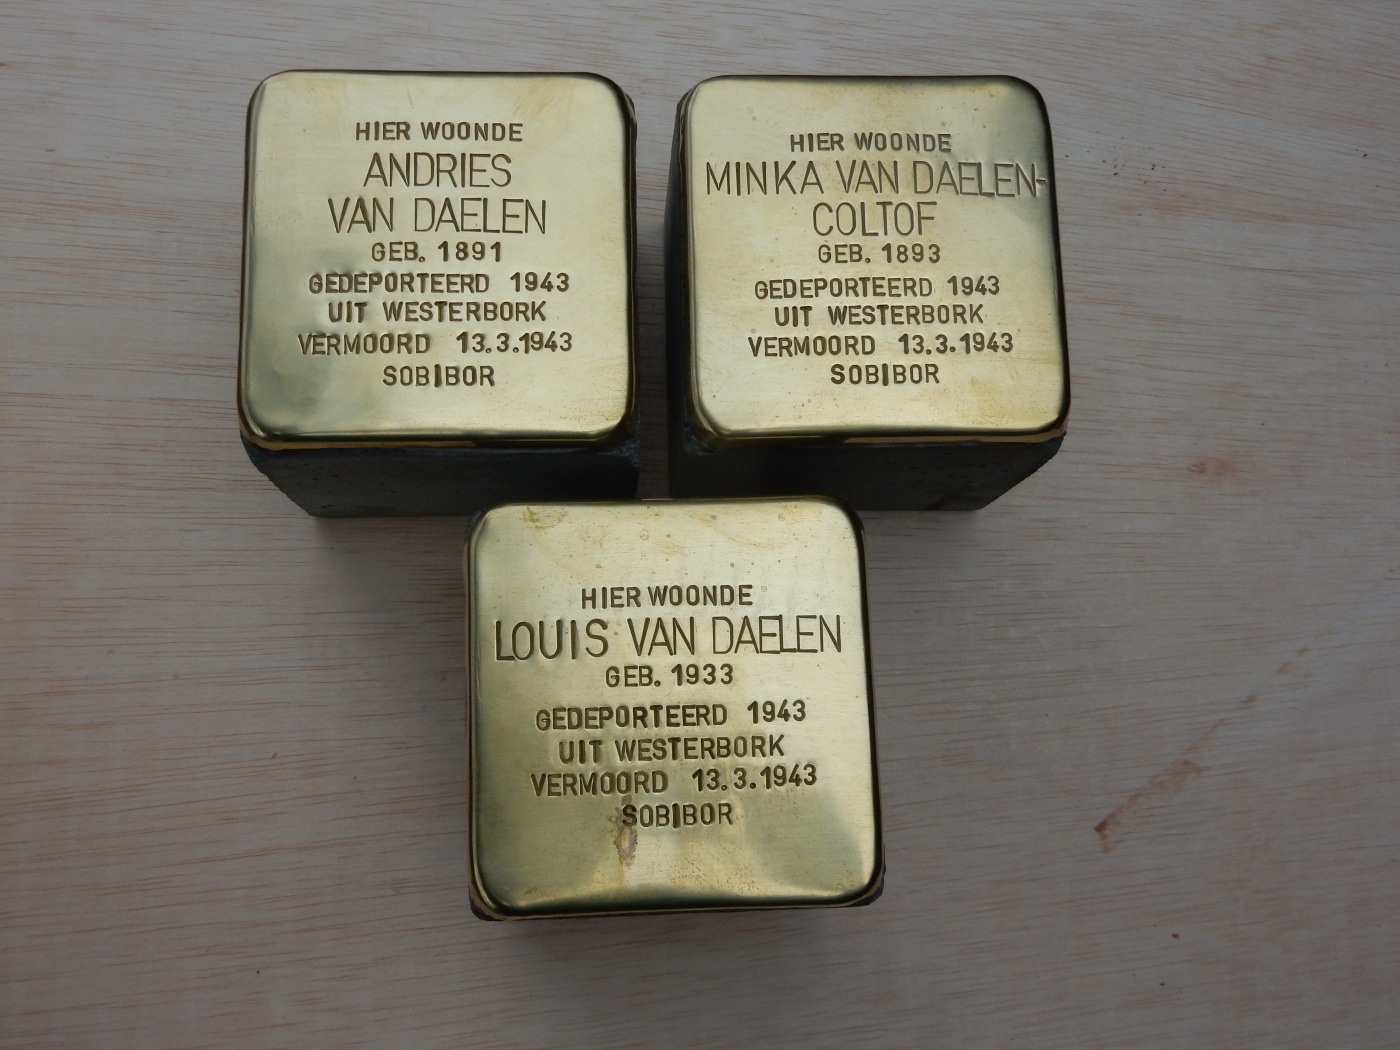 HIER WOONDE
ANDRIES
VAN DAELEN
GEB. 1891
GEDEPORTEERD 1943
UIT WESTERBORK
VERMOORD 13.3.1943
SOBIBOR
HIER WOONDE
MINKA VAN DAELEN-
COLTOF
GEB. 1893
GEDEPORTEERD 1943
UIT WESTERBORK
VERMOORD 13.3.1943
SOBIBOR
HIER WOONDE
LOUIS VAN DAELEN
GEB. 1933
GEDEPORTEERD 1943
UIT WESTERBORK
VERMOORD 13.3.1943
SOBIBOR